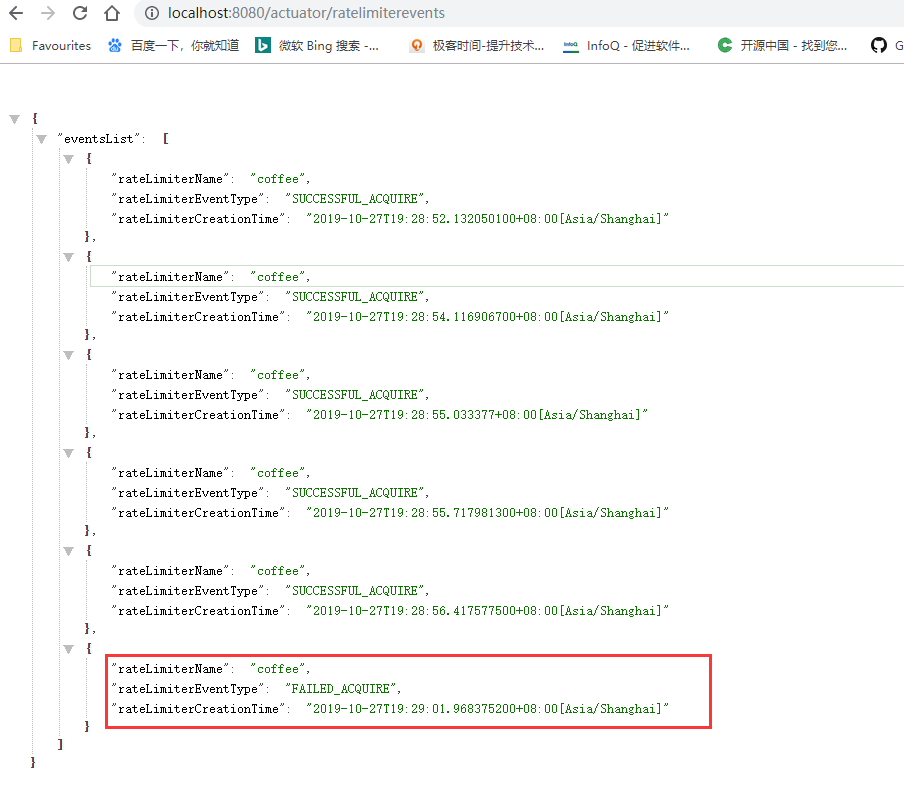 localhost:8080/actuator/ratelimiterevents
Favourites 百度一下，你就知道 微软 Bing 搜索 -... 极客时间-提升技术... InfoQ InfoQ - 促进软件... 开源中国 - 找到您... G
{
"eventsList": [
{
"rateLimiterName": "coffee",
"rateLimiterEventType": "SUCCESSFUL_ACQUIRE",
"rateLimiterCreationTime": "2019-10-27T19:28:52.132050100+08:00[Asia/Shanghai]"
},
{
"rateLimiterName": "coffee",
"rateLimiterEventType": "SUCCESSFUL_ACQUIRE",
"rateLimiterCreationTime": "2019-10-27T19:28:54.116906700+08:00[Asia/Shanghai]"
},
{
"rateLimiterName": "coffee",
"rateLimiterEventType": "SUCCESSFUL_ACQUIRE",
"rateLimiterCreationTime": "2019-10-27T19:28:55.033377+08:00[Asia/Shanghai]"
},
{
"rateLimiterName": "coffee",
"rateLimiterEventType": "SUCCESSFUL_ACQUIRE",
"rateLimiterCreationTime": "2019-10-27T19:28:55.717981300+08:00[Asia/Shanghai]"
},
{
"rateLimiterName": "coffee",
"rateLimiterEventType": "SUCCESSFUL_ACQUIRE",
"rateLimiterCreationTime": "2019-10-27T19:28:56.417577500+08:00[Asia/Shanghai]"
},
{
"rateLimiterName": "coffee",
"rateLimiterEventType": "FAILED_ACQUIRE",
"rateLimiterCreationTime": "2019-10-27T19:29:01.968375200+08:00[Asia/Shanghai]"
}
]
}